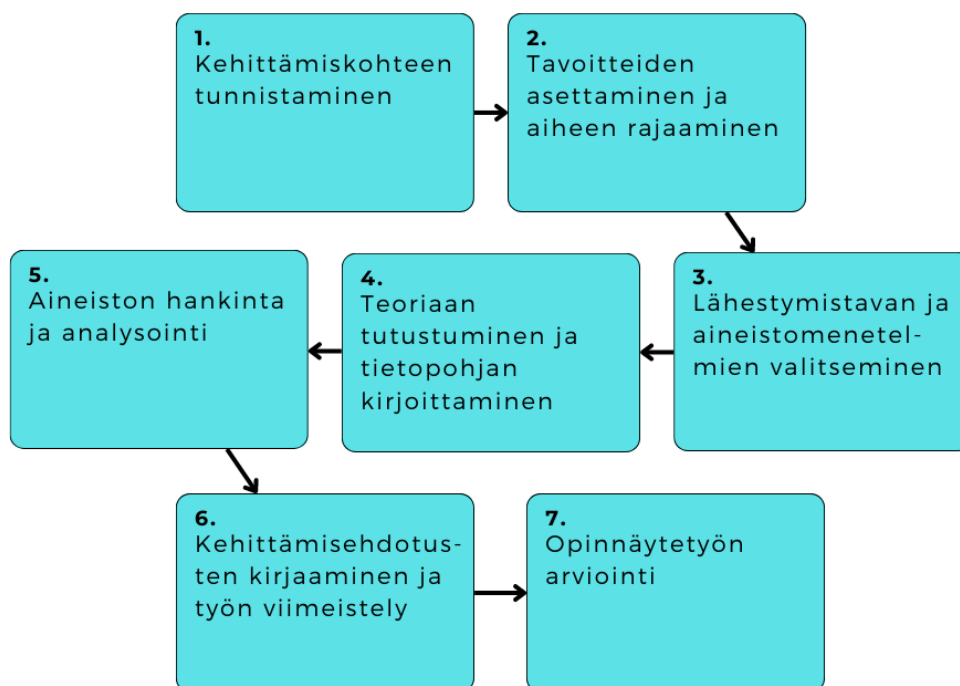 1.
Kehittämiskohteen
tunnistaminen
2.
Tavoitteiden
asettaminen ja
aiheen rajaaminen
3.
Lähestymistavan ja
aineistomenetel-
mien valitseminen
4.
Teoriaan
tutustuminen ja
tietopohjan
kirjoittaminen
5.
Aineiston hankinta
ja analysointi
6.
Kehittämisehdotus-
ten kirjaaminen ja
työn viimeistely
7.
Opinnäytetyön
arviointi